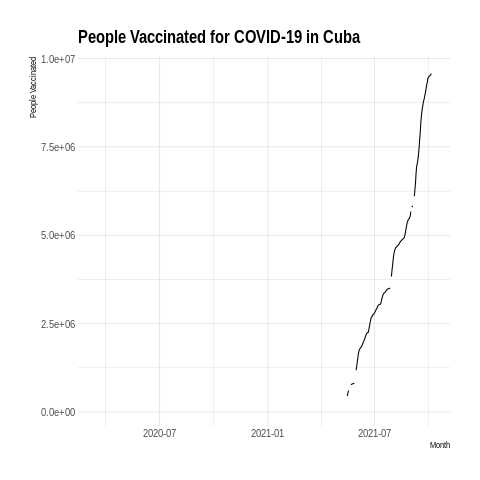 People Vaccinated for COVID-19 in Cuba
People Vaccinated
1.0e+07
7.5e+06
5.0e+06
2.5e+06
0.0e+00
2020-07
2021-01
2021-07
Month